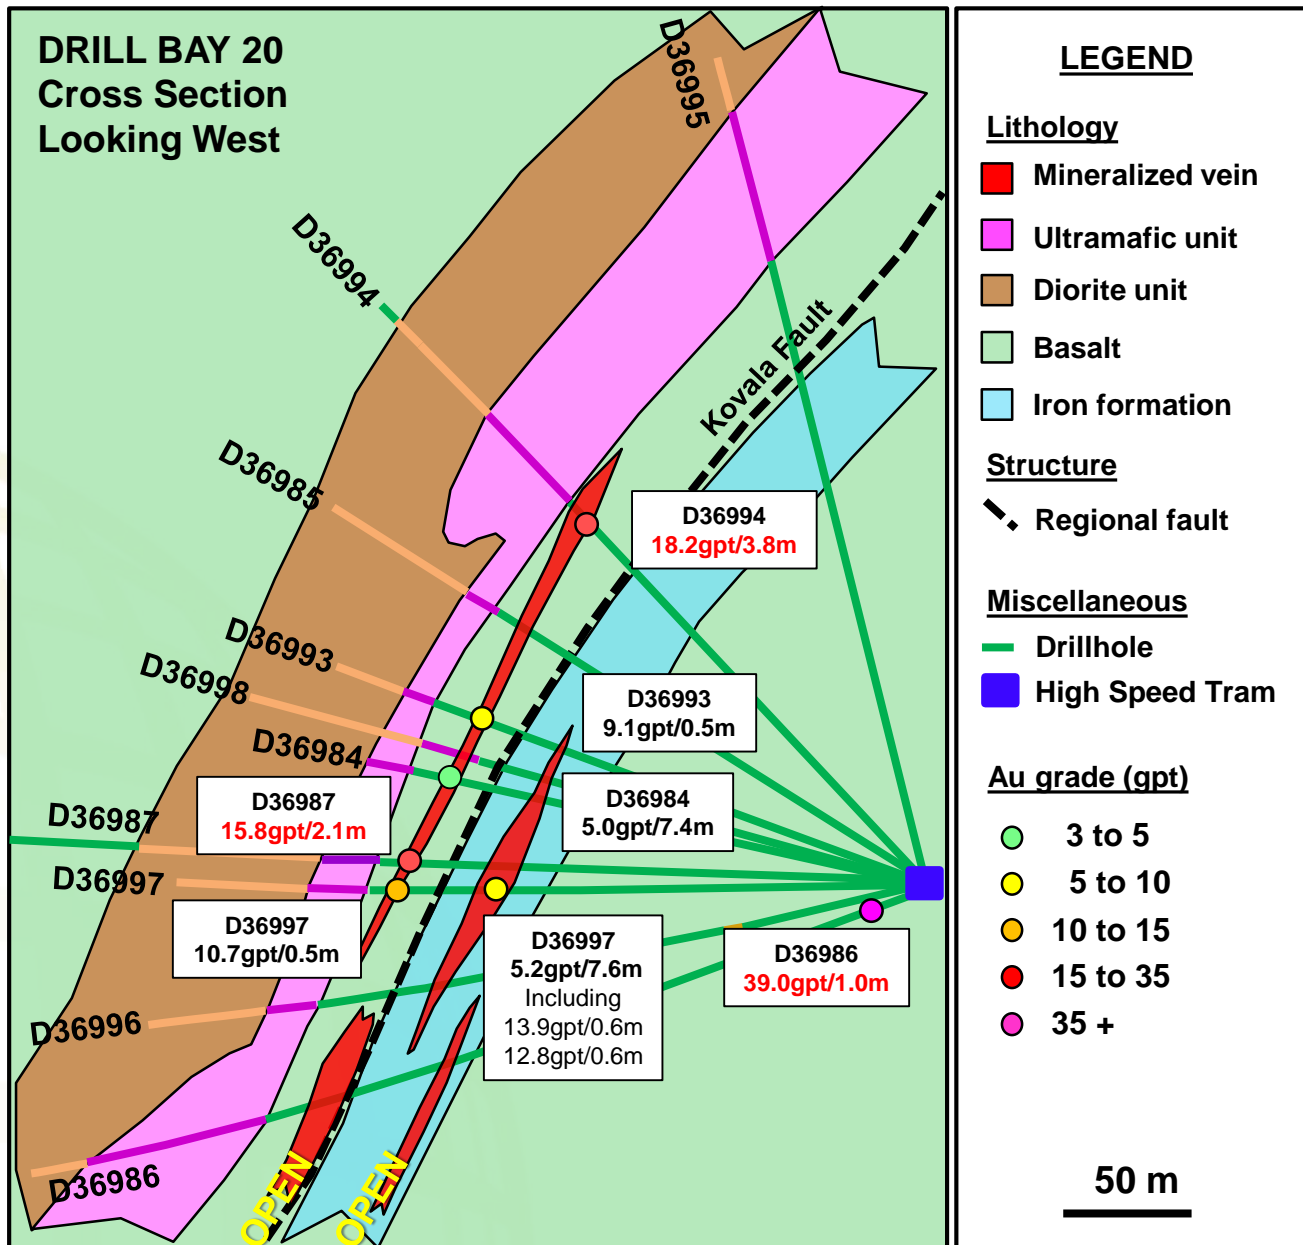 DRILL BAY 20
Cross Section
Looking West
D36995
D36994
D36985
D36993
D36998
D36984
D36987
D36997
D36996
D36986
Kovala Fault
D36994
18.2gpt/3.8m
D36993
9.1gpt/0.5m
D36984
5.0gpt/7.4m
D36987
15.8gpt/2.1m
D36997
10.7gpt/0.5m
D36997
5.2gpt/7.6m
Including
13.9gpt/0.6m
12.8gpt/0.6m
D36986
39.0gpt/1.0m
OPEN
OPEN
LEGEND
Lithology
Mineralized vein
Ultramafic unit
Diorite unit
Basalt
Iron formation
Structure
Regional fault
Miscellaneous
Drillhole
High Speed Tram
Au grade (gpt)
3 to 5
5 to 10
10 to 15
15 to 35
35 +
50 m